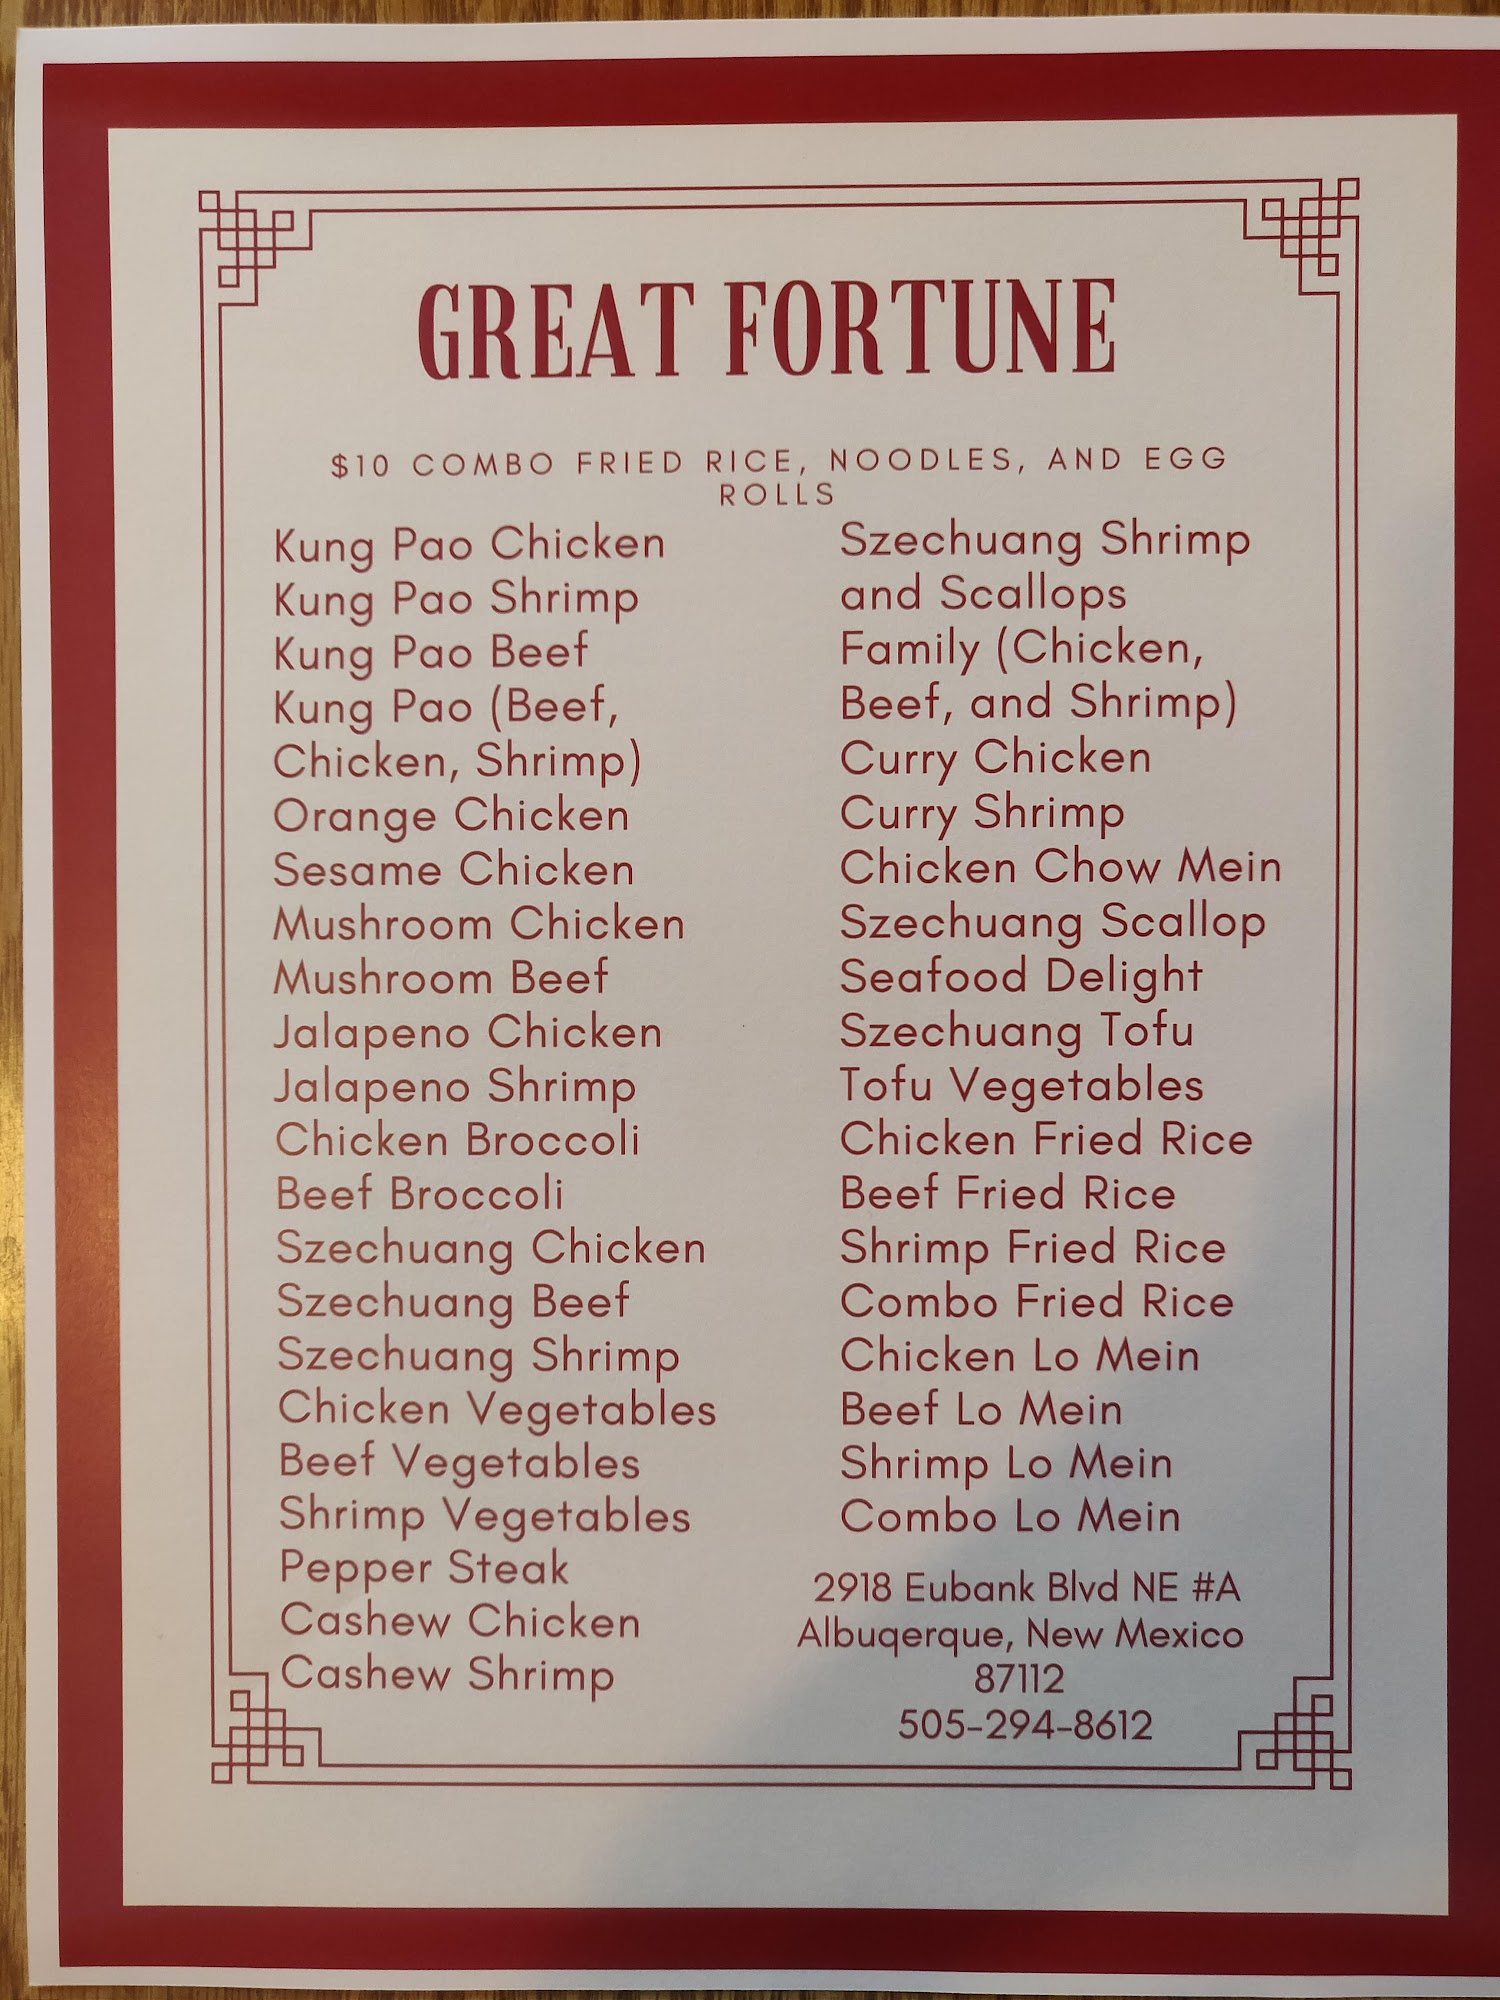 GREAT FORTUNE
$10 COMBO FRIED RICE, NOODLES, AND EGG
ROLLS
Kung Pao Chicken
Kung Pao Shrimp
Kung Pao Beef
Kung Pao (Beef,
Chicken, Shrimp)
Orange Chicken
Sesame Chicken
Mushroom Chicken
Mushroom Beef
Jalapeno Chicken
Jalapeno Shrimp
Chicken Broccoli
Beef Broccoli
Szechuang Chicken
Szechuang Beef
Szechuang Shrimp
Chicken Vegetables
Beef Vegetables
Shrimp Vegetables
Pepper Steak
Cashew Chicken
Cashew Shrimp
Szechuang Shrimp
and Scallops
Family (Chicken,
Beef, and Shrimp)
Curry Chicken
Curry Shrimp
Chicken Chow Mein
Szechuang Scallop
Seafood Delight
Szechuang Tofu
Tofu Vegetables
Chicken Fried Rice
Beef Fried Rice
Shrimp Fried Rice
Combo Fried Rice
Chicken Lo Mein
Beef Lo Mein
Shrimp Lo Mein
Combo Lo Mein
2918 Eubank Blvd NE #A
Albuqerque, New Mexico
87112
505-294-8612